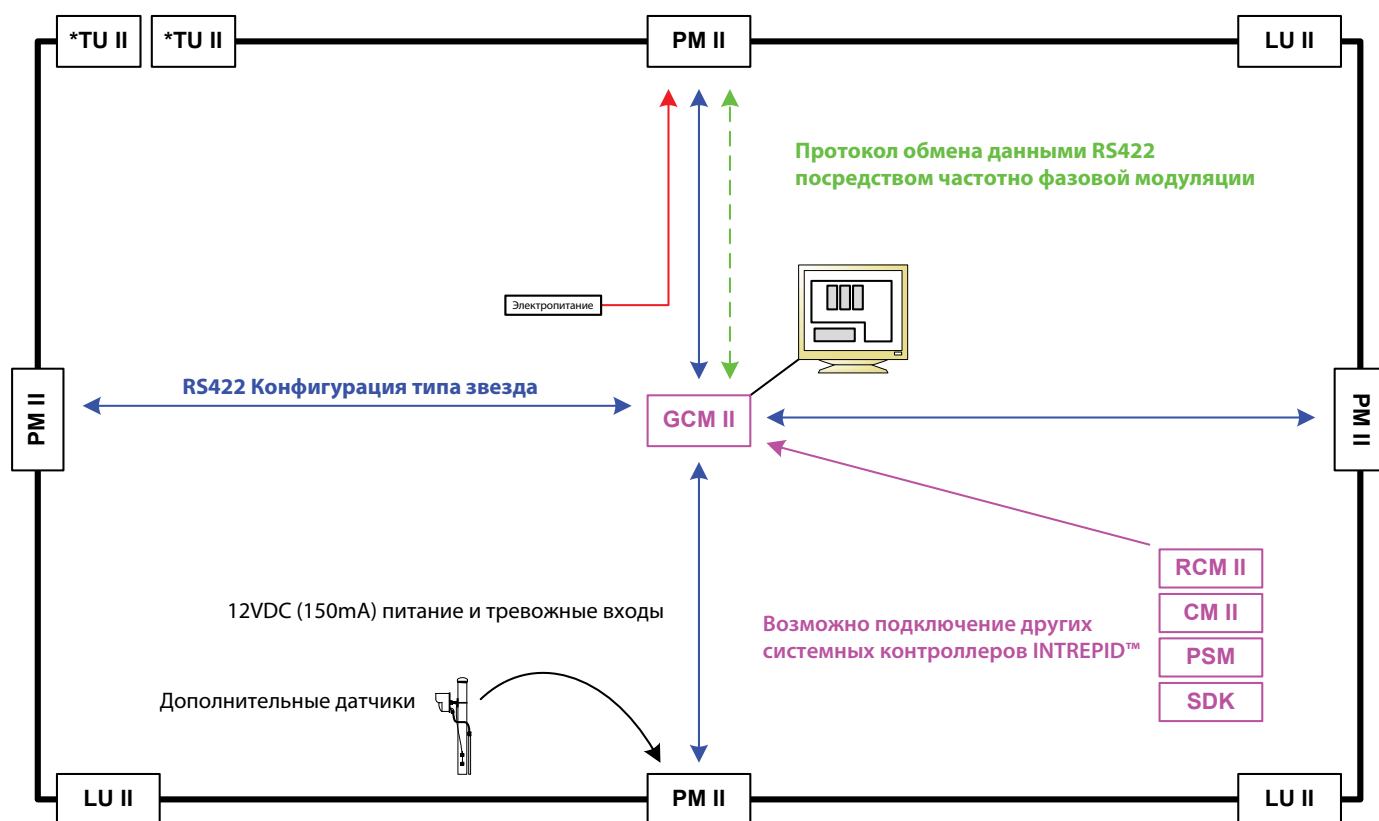 *TU II
*TU II
PM II
LU II
Протокол обмена данными RS422
посредством частотно фазовой модуляции
Электропитание
RS422 Конфигурация типа звезда
PM II
GCM II
PM II
RCM II
CM II
PSM
SDK
12VDC (150mA) питание и тревожные входы
Возможно подключение других
системных контроллеров INTREPID™
Дополнительные датчики
LU II
PM II
LU II